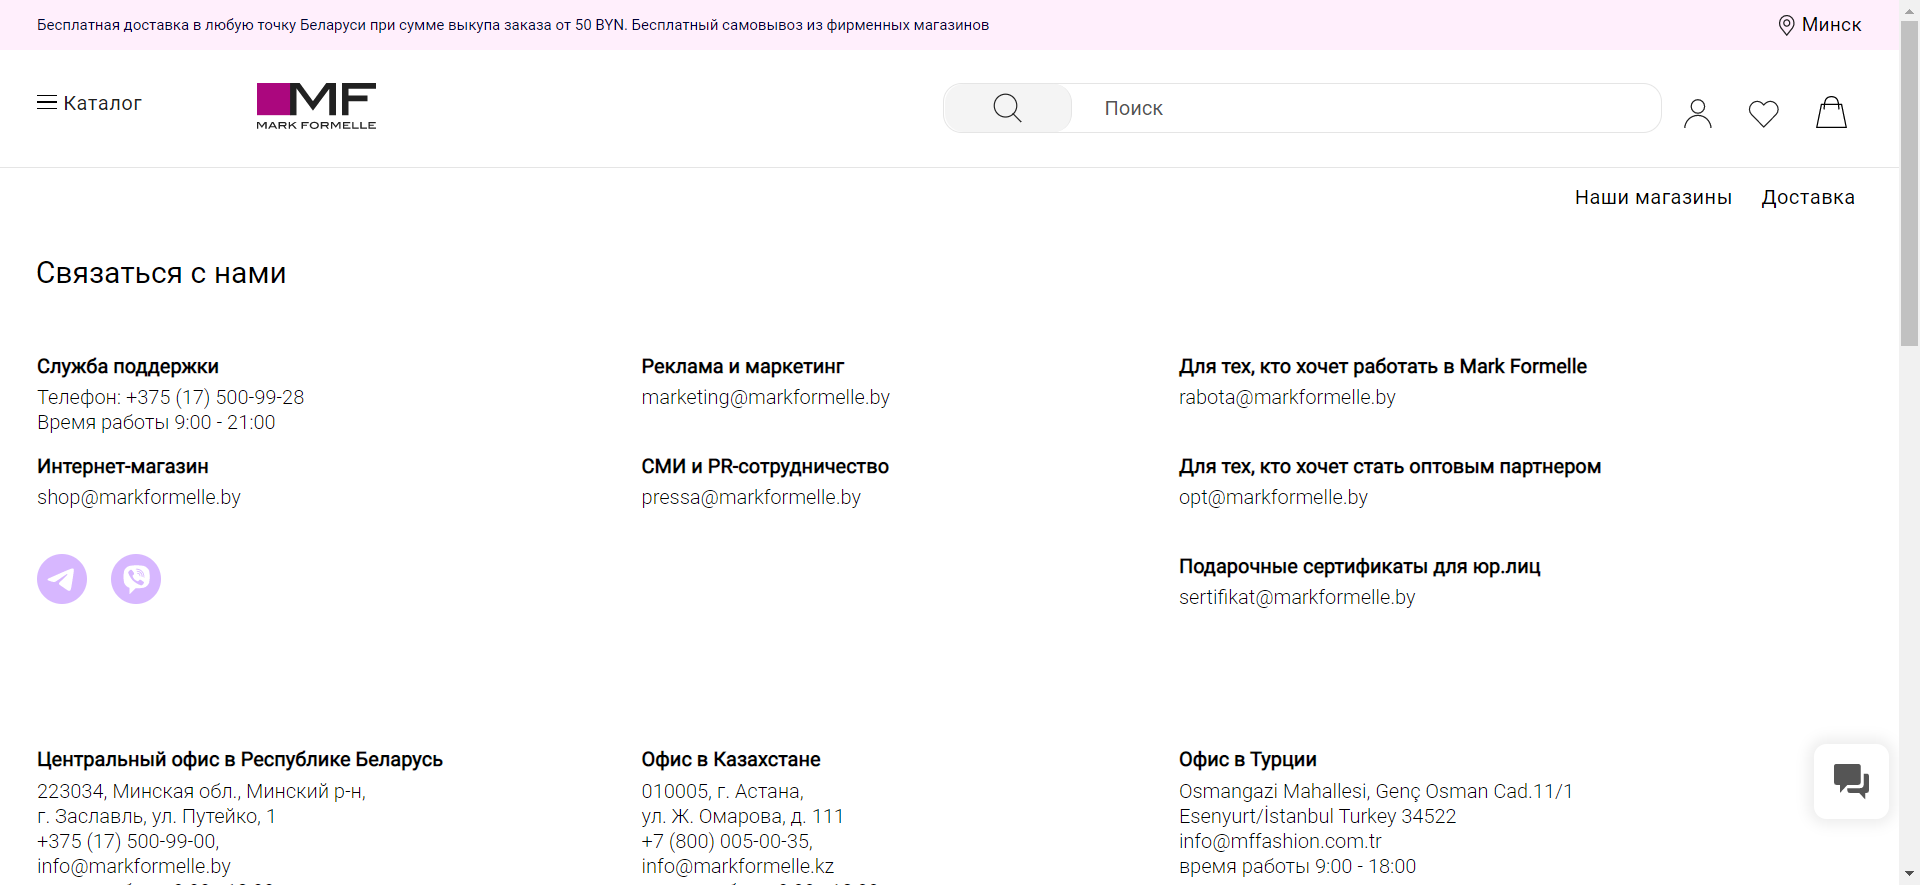 Бесплатная доставка в любую точку Беларуси при сумме выкупа заказа от 50 BYN. Бесплатный самовывоз из фирменных магазинов
Минск
Каталог
MF
MARK FORMELLE
Поиск
Наши магазины
Доставка
Связаться с нами
Служба поддержки
Телефон: +375 (17) 500-99-28
Время работы 9:00 - 21:00
Интернет-магазин
shop@markformelle.by
Реклама и маркетинг
marketing@markformelle.by
СМИ и PR-сотрудничество
pressa@markformelle.by
Для тех, кто хочет работать в Mark Formelle
rabota@markformelle.by
Для тех, кто хочет стать оптовым партнером
opt@markformelle.by
Подарочные сертификаты для юр.лиц
sertifikat@markformelle.by
Центральный офис в Республике Беларусь
223034, Минская обл., Минский р-н,
г. Заславль, ул. Путейко, 1
+375 (17) 500-99-00,
info@markformelle.by
Офис в Казахстане
010005, г. Астана,
ул. Ж. Омарова, д. 111
+7 (800) 005-00-35,
info@markformelle.kz
Офис в Турции
Osmangazi Mahallesi, Genç Osman Cad.11/1
Esenyurt/İstanbul Turkey 34522
info@mffashion.com.tr
время работы 9:00 - 18:00